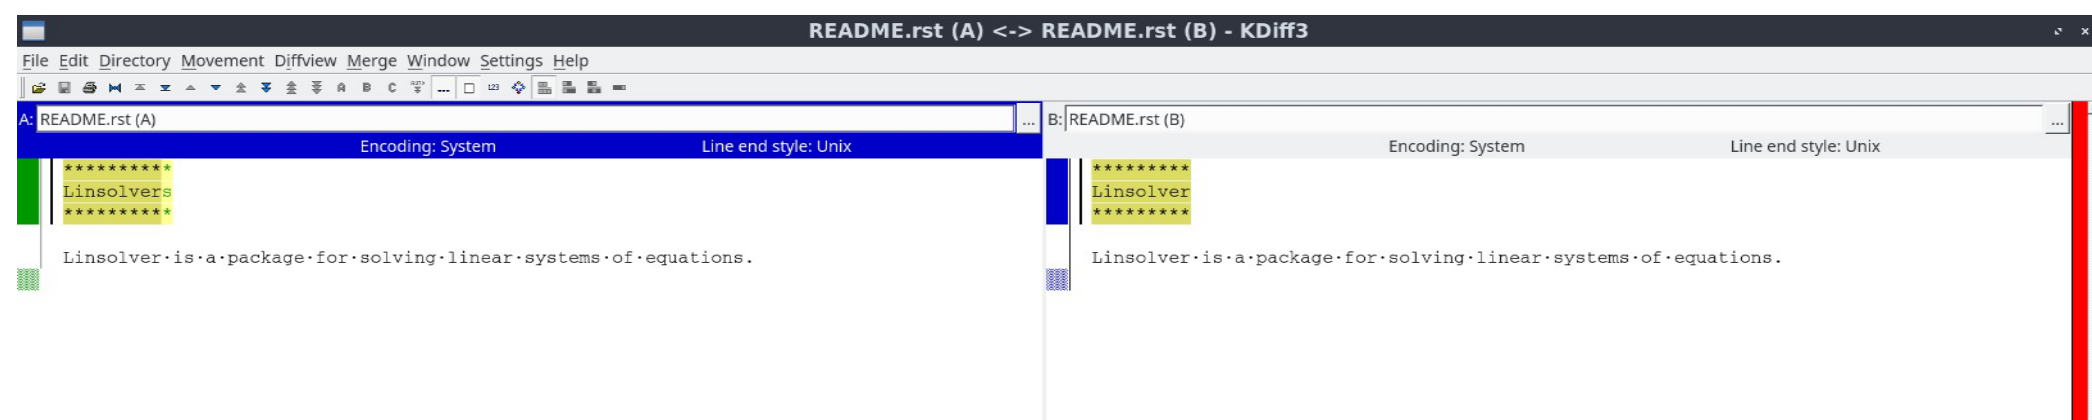 README.rst (A) <-> README.rst (B) - KDiff3
File Edit Directory Movement Diffview Merge Window Settings Help
A B C 123
A: README.rst (A) ...
Encoding: System Line end style: Unix
**********
Linsolvers
**********
Linsolver·is·a·package·for·solving·linear·systems·of·equations.
B: README.rst (B) ...
Encoding: System Line end style: Unix
*********
Linsolver
*********
Linsolver·is·a·package·for·solving·linear·systems·of·equations.